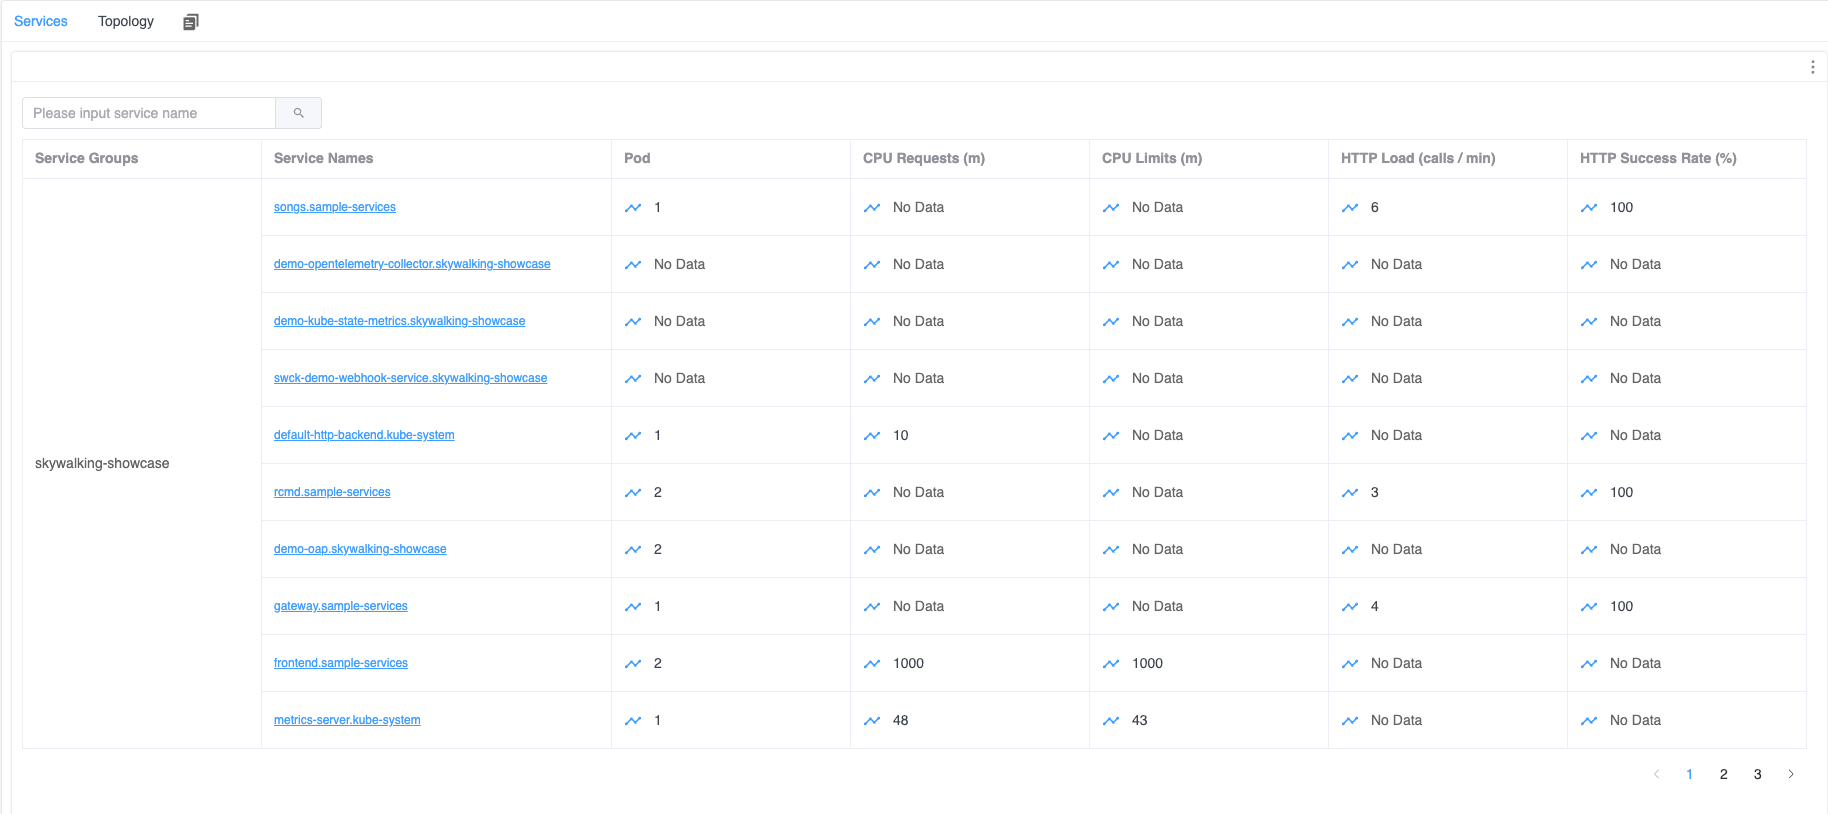 Services Topology
Please input service name
Service Groups Service Names Pod CPU Requests (m) CPU Limits (m) HTTP Load (calls / min) HTTP Success Rate (%)
songs.sample-services 1 No Data No Data 6 100
demo-opentelemetry-collector.skywalking-showcase No Data No Data No Data No Data No Data
demo-kube-state-metrics.skywalking-showcase No Data No Data No Data No Data No Data
swck-demo-webhook-service.skywalking-showcase No Data No Data No Data No Data No Data
default-http-backend.kube-system 1 10 No Data No Data No Data
skywalking-showcase
rcmd.sample-services 2 No Data No Data 3 100
demo-oap.skywalking-showcase 2 No Data No Data No Data No Data
gateway.sample-services 1 No Data No Data 4 100
frontend.sample-services 2 1000 1000 No Data No Data
metrics-server.kube-system 1 48 43 No Data No Data
1 2 3